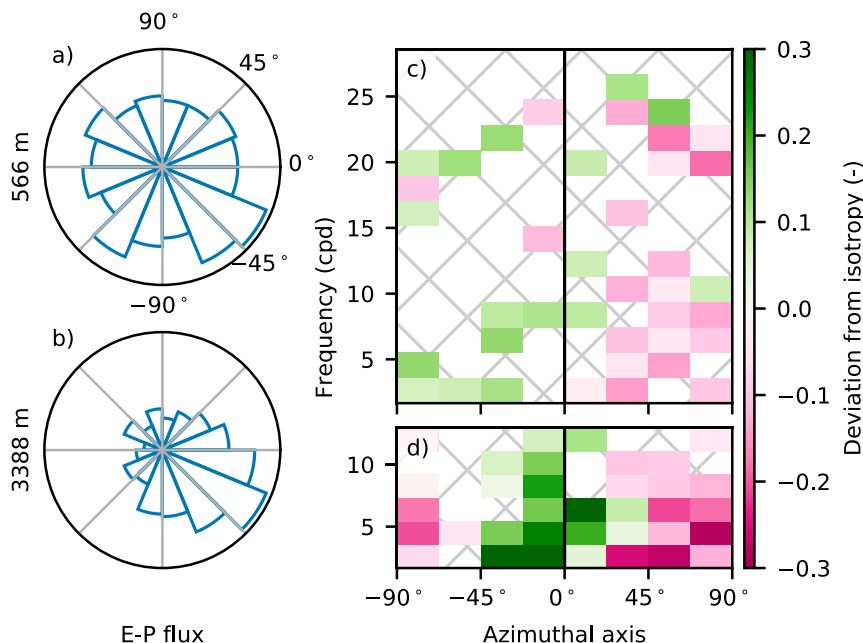 90°
a)
45°
0°
−45°
−90°
566 m
b)
3388 m
E-P flux
c)
25
20
15
10
5
Frequency (cpd)
d)
10
5
−90°
−45°
0°
45°
90°
Azimuthal axis
0.3
0.2
0.1
0.0
−0.1
−0.2
−0.3
Deviation from isotropy (-)